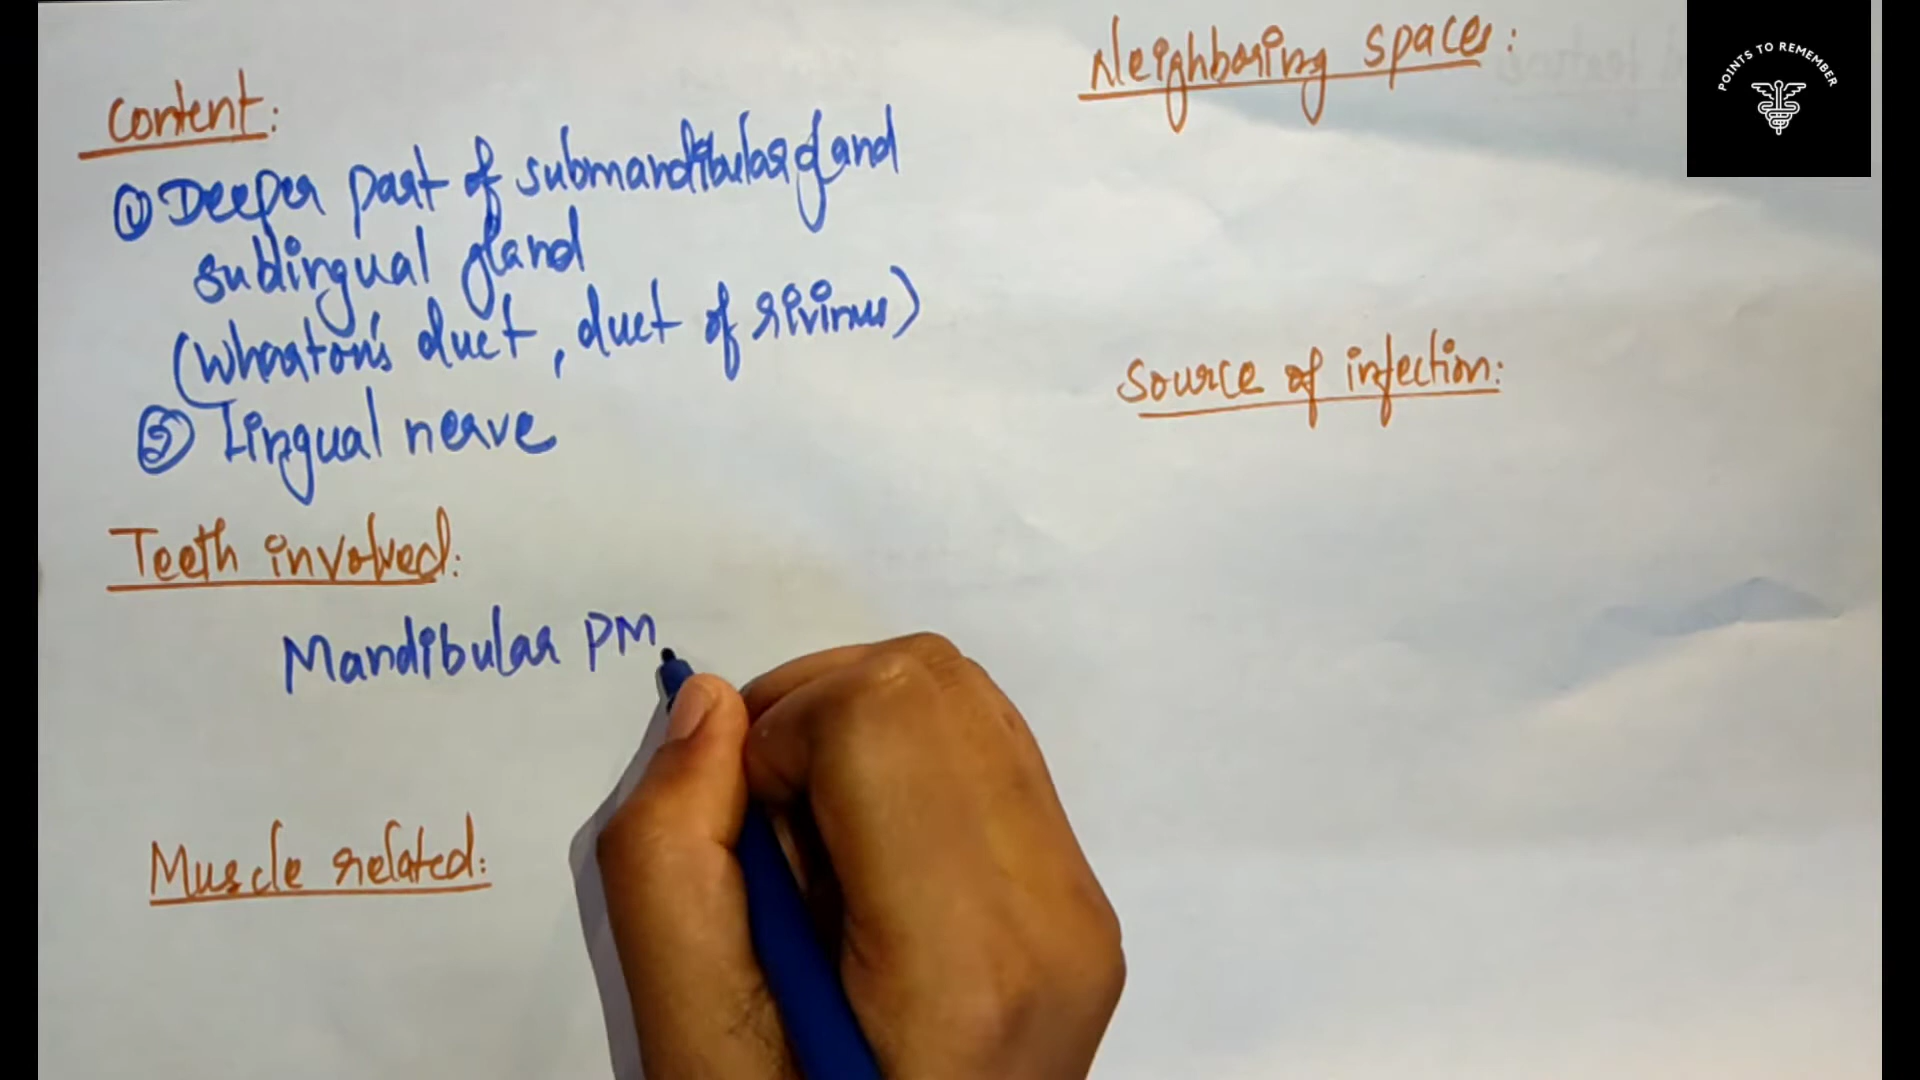 Content:
① Deeper part of submandibular gland
sublingual gland
(Wharton's duct, duct of rivinus)
② Lingual nerve
Teeth involved:
Mandibular PM
Muscle related:
Neighboring space:
Source of infection:
POINTS TO REMEMBER